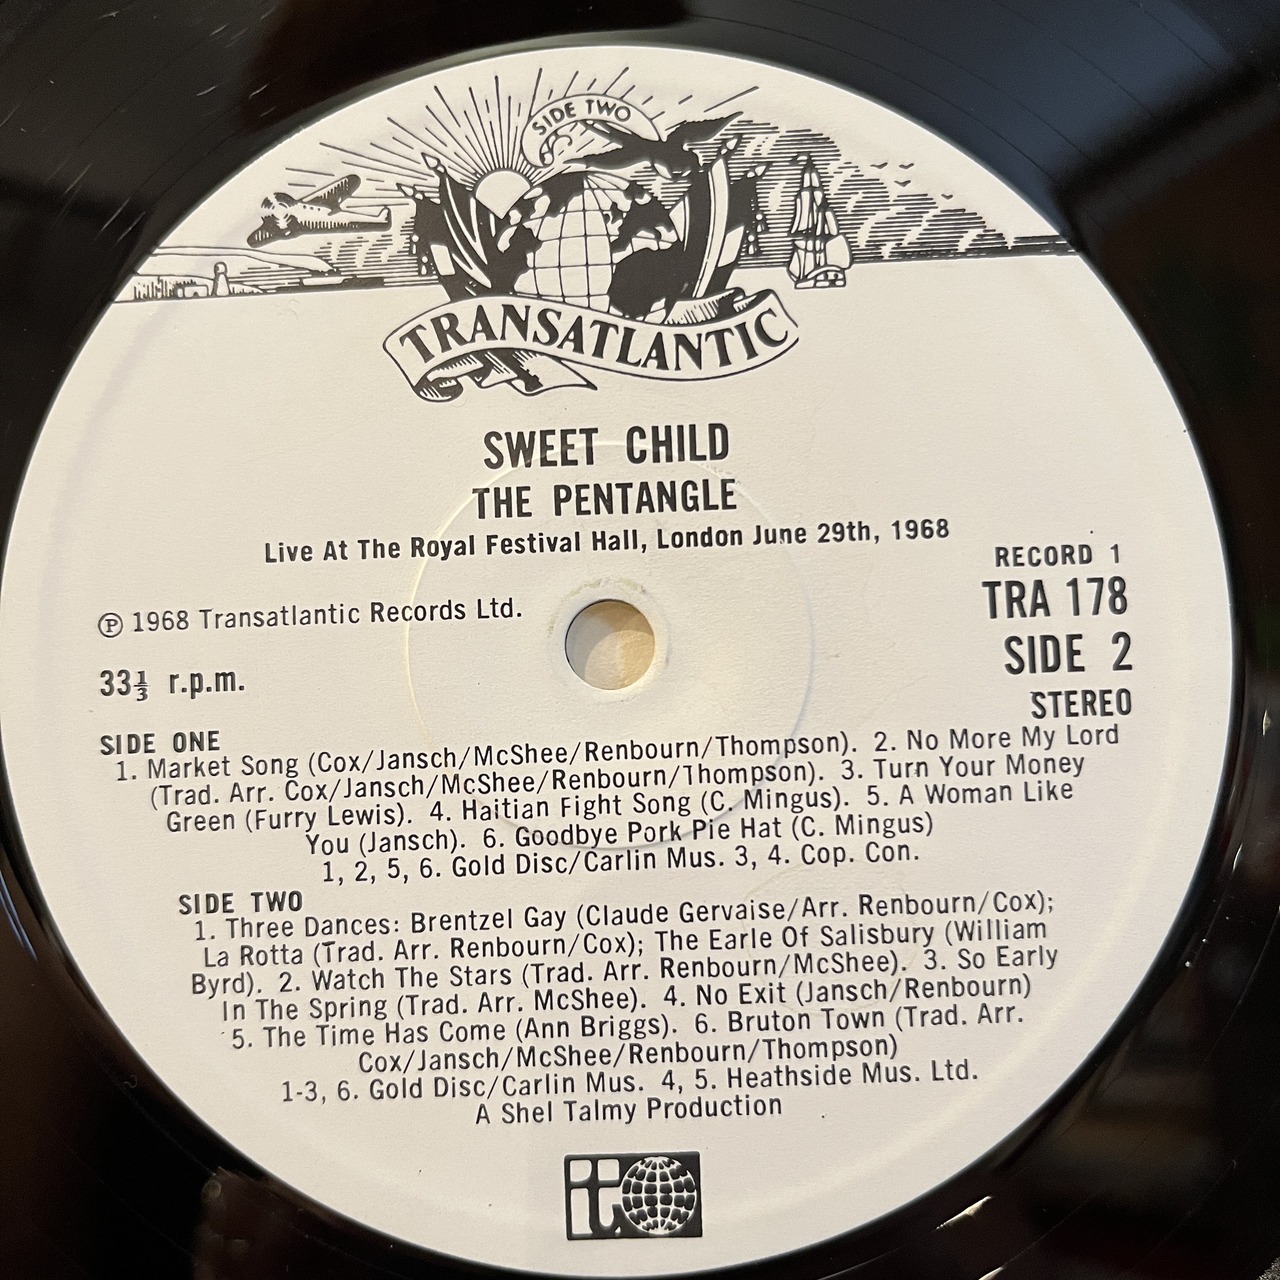 SIDE TWO
TRANSATLANTIC
SWEET CHILD
THE PENTANGLE
Live At The Royal Festival Hall, London June 29th, 1968
RECORD 1
TRA 178
SIDE 2
STEREO
℗ 1968 Transatlantic Records Ltd.
33⅓ r.p.m.
SIDE ONE
1. Market Song (Cox/Jansch/McShee/Renbourn/Thompson). 2. No More My Lord
(Trad. Arr. Cox/Jansch/McShee/Renbourn/Thompson). 3. Turn Your Money
Green (Furry Lewis). 4. Haitian Fight Song (C. Mingus). 5. A Woman Like
You (Jansch). 6. Goodbye Pork Pie Hat (C. Mingus)
1, 2, 5, 6. Gold Disc/Carlin Mus. 3, 4. Cop. Con.
SIDE TWO
1. Three Dances: Brentzel Gay (Claude Gervaise/Arr. Renbourn/Cox);
La Rotta (Trad. Arr. Renbourn/Cox); The Earle Of Salisbury (William
Byrd). 2. Watch The Stars (Trad. Arr. Renbourn/McShee). 3. So Early
In The Spring (Trad. Arr. McShee). 4. No Exit (Jansch/Renbourn)
5. The Time Has Come (Ann Briggs). 6. Bruton Town (Trad. Arr.
Cox/Jansch/McShee/Renbourn/Thompson)
1-3, 6. Gold Disc/Carlin Mus. 4, 5. Heathside Mus. Ltd.
A Shel Talmy Production